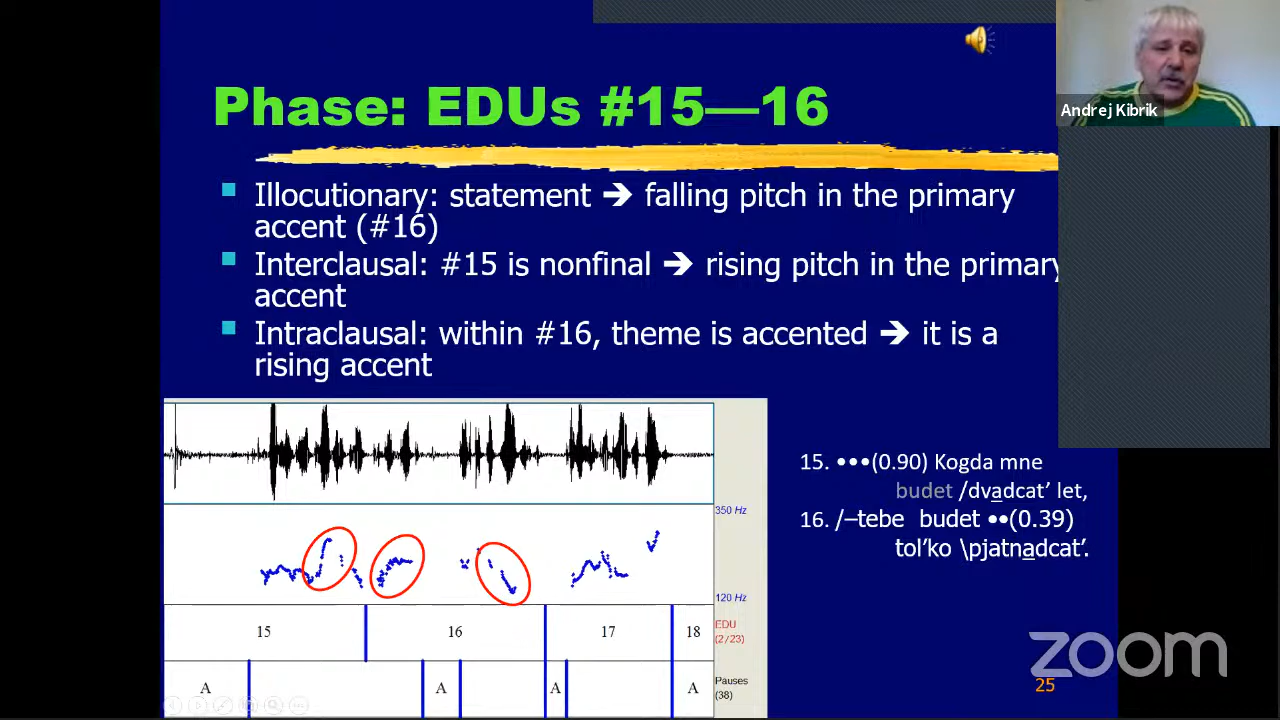 Phase: EDUs #15—16
Andrej Kibrik
Illocutionary: statement ➔ falling pitch in the primary
accent (#16)
Interclausal: #15 is nonfinal ➔ rising pitch in the primary
accent
Intraclausal: within #16, theme is accented ➔ it is a
rising accent
15. •••(0.90) Kogda mne
budet /dvadcat’ let,
16. /–tebe budet ••(0.39)
tol’ko \pjatnadcat’.
350 Hz
120 Hz
15 16 17 18
EDU
(2/23)
A A A A
Pauses
(38)
zoom
25